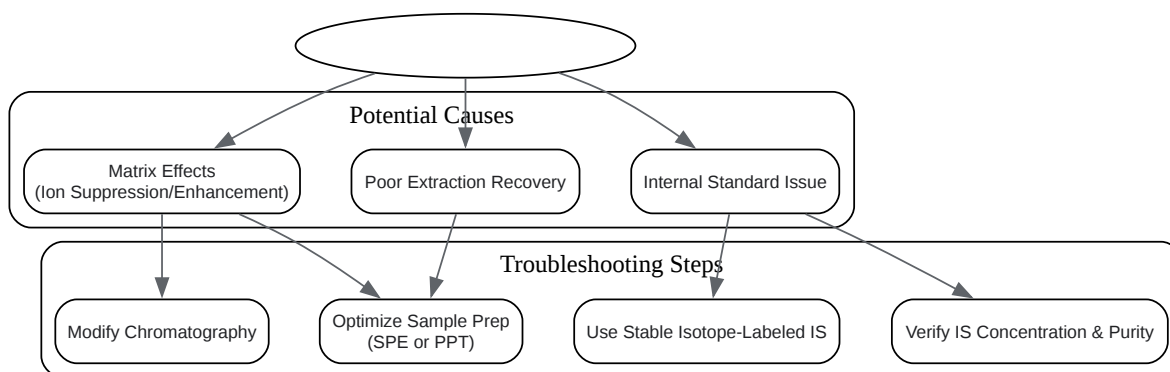 Potential Causes
Matrix Effects
(Ion Suppression/Enhancement)
Poor Extraction Recovery
Internal Standard Issue
Troubleshooting Steps
Modify Chromatography
Optimize Sample Prep
(SPE or PPT)
Use Stable Isotope-Labeled IS
Verify IS Concentration & Purity